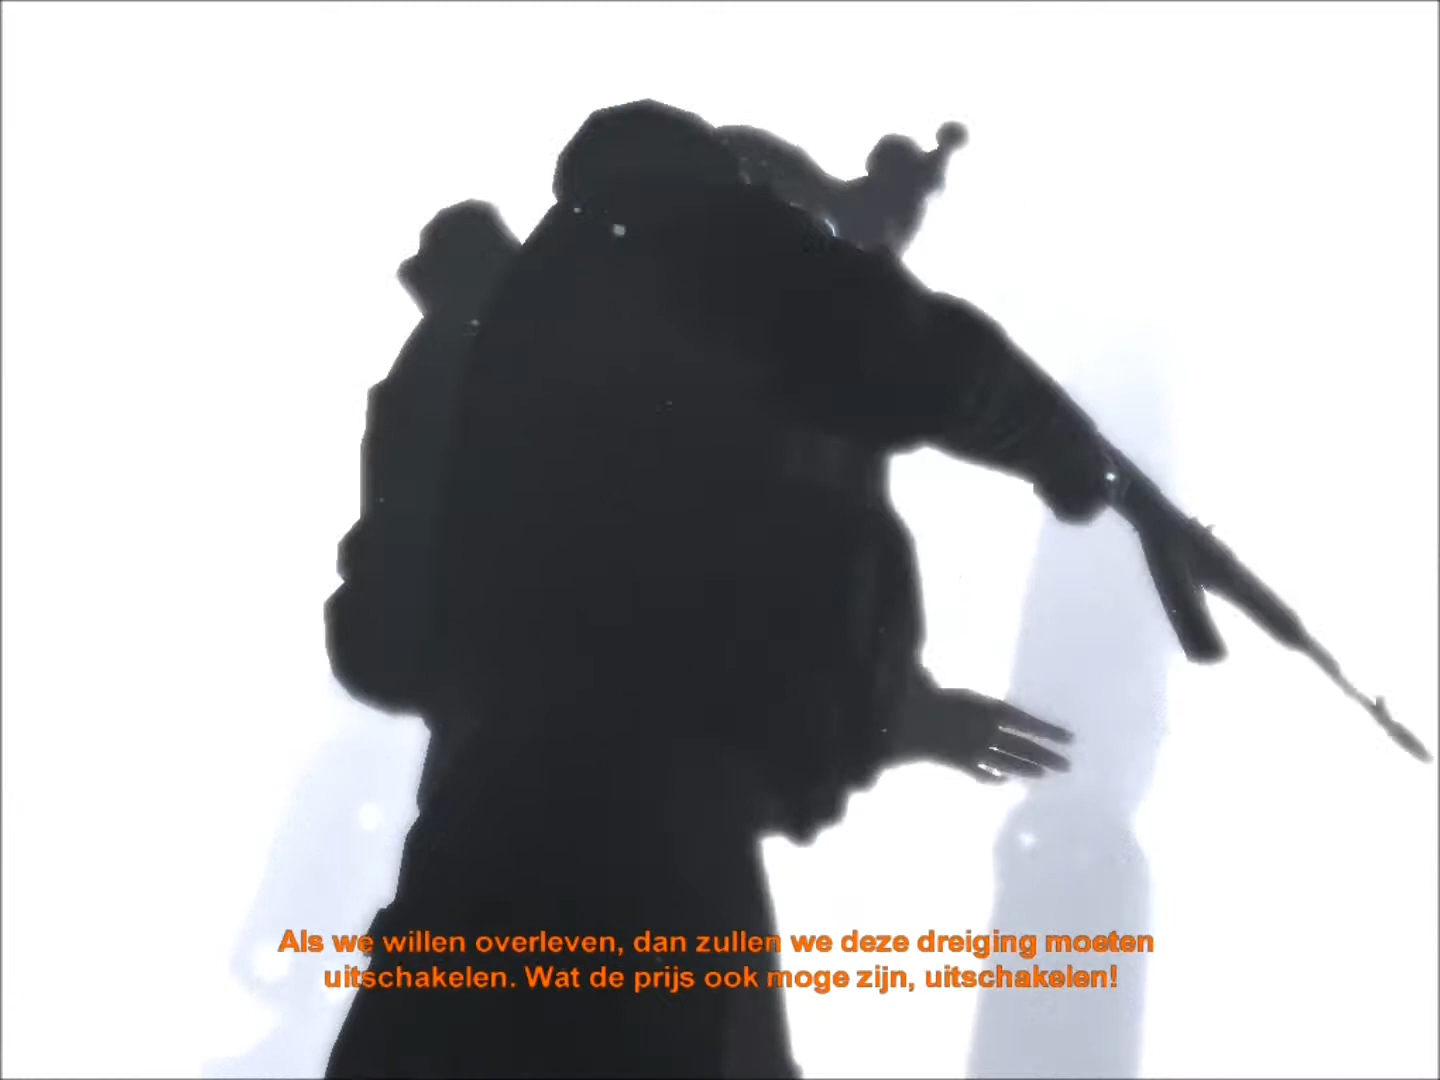 Als we willen overleven, dan zullen we deze dreiging moeten
uitschakelen. Wat de prijs ook moge zijn, uitschakelen!